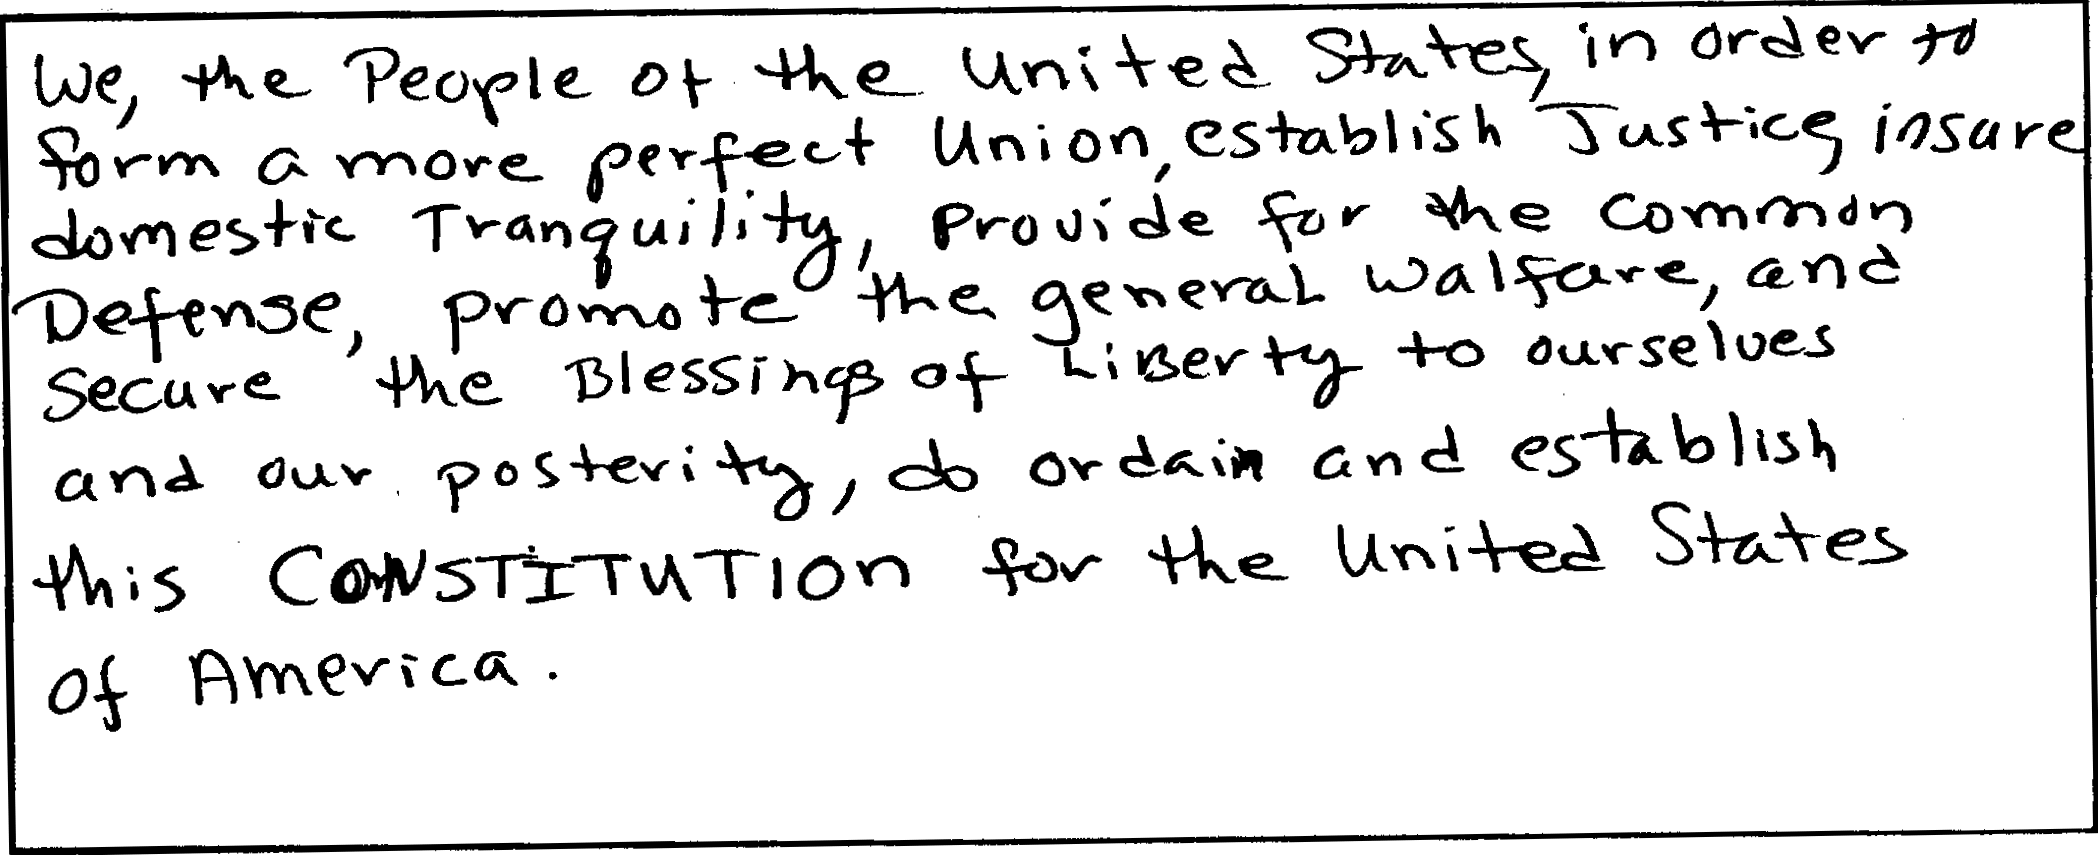 We, the People of the United States, in order to
form a more perfect Union, establish Justice, insure
domestic Tranquility, provide for the common
Defense, promote the general walfare, and
secure the Blessings of LiBerty to ourselves
and our posterity, do ordain and establish
this CONSTITUTIOn for the United States
of America.